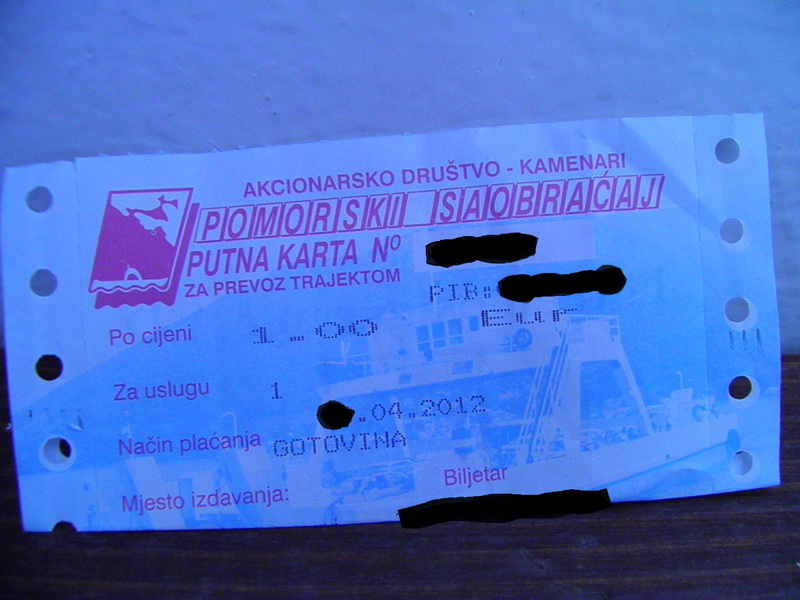 AKCIONARSKO DRUŠTVO - KAMENARI
POMORSKI SAOBRAĆAJ
PUTNA KARTA Nº
ZA PREVOZ TRAJEKTOM
PIB:
Po cijeni 1.00 Eur
Za uslugu 1
.04.2012
Način plaćanja GOTOVINA
Biljetar
Mjesto izdavanja: